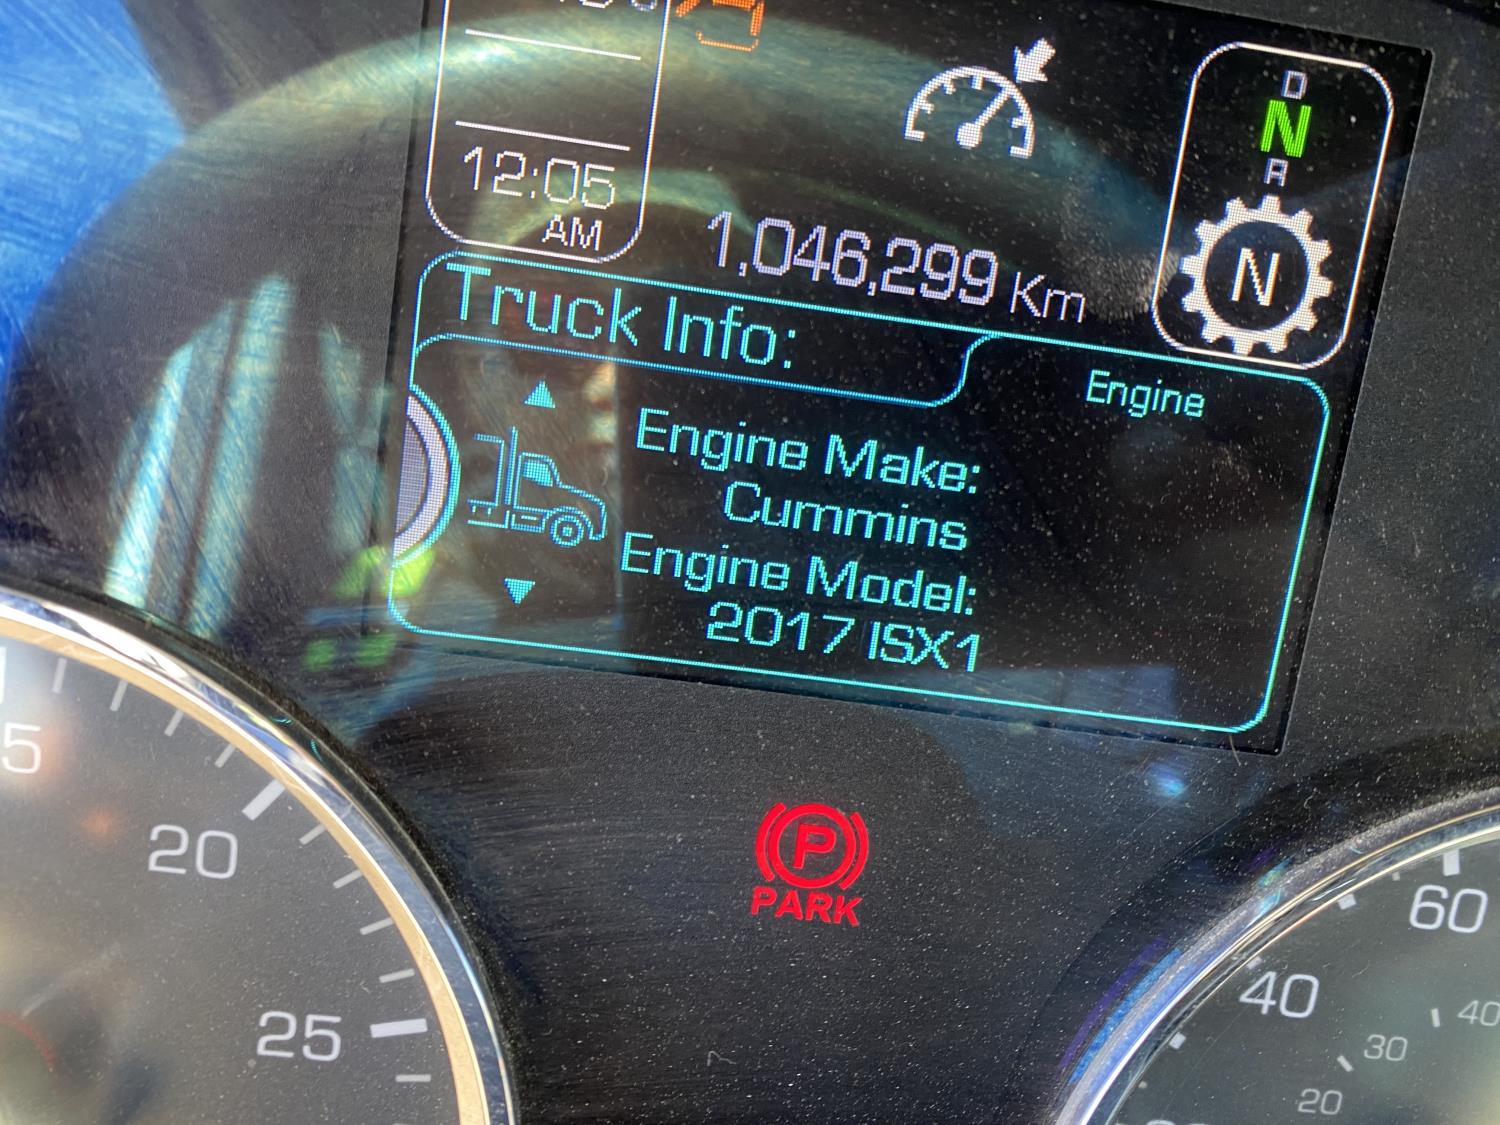 12:05
AM
1,046,299 Km
D
N
R
N
Truck Info:
Engine
Engine Make:
Cummins
Engine Model:
2017 ISX1
P
PARK
5
20
25
60
40
40
30
20